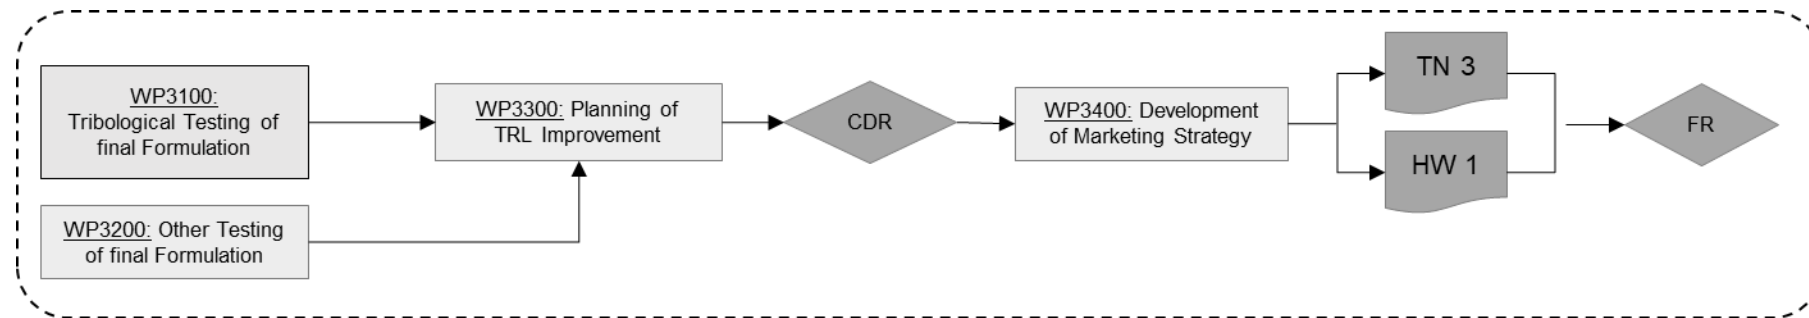 WP3100:
Tribological Testing of
final Formulation
WP3200: Other Testing
of final Formulation
WP3300: Planning of
TRL Improvement
CDR
WP3400: Development
of Marketing Strategy
TN 3
HW 1
FR